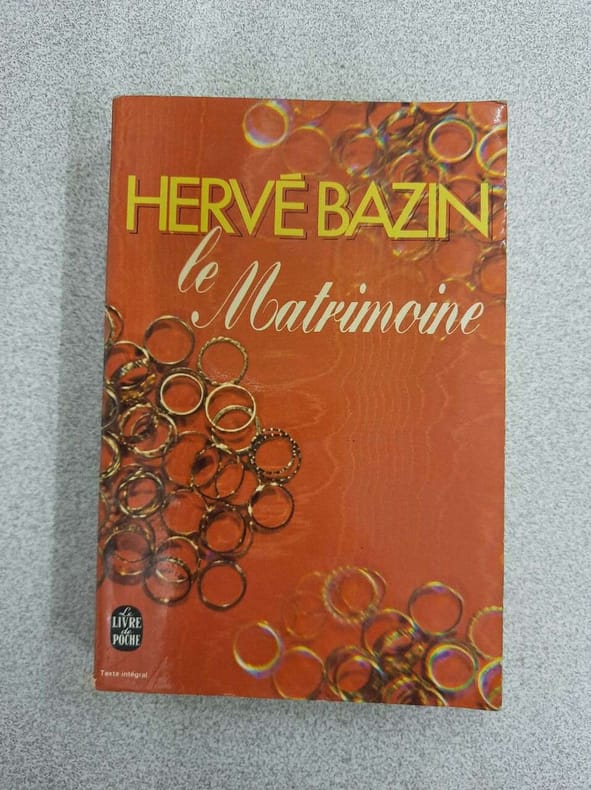 HERVÉ BAZIN
le Matrimoine
Le
LIVRE
de
POCHE
Texte intégral